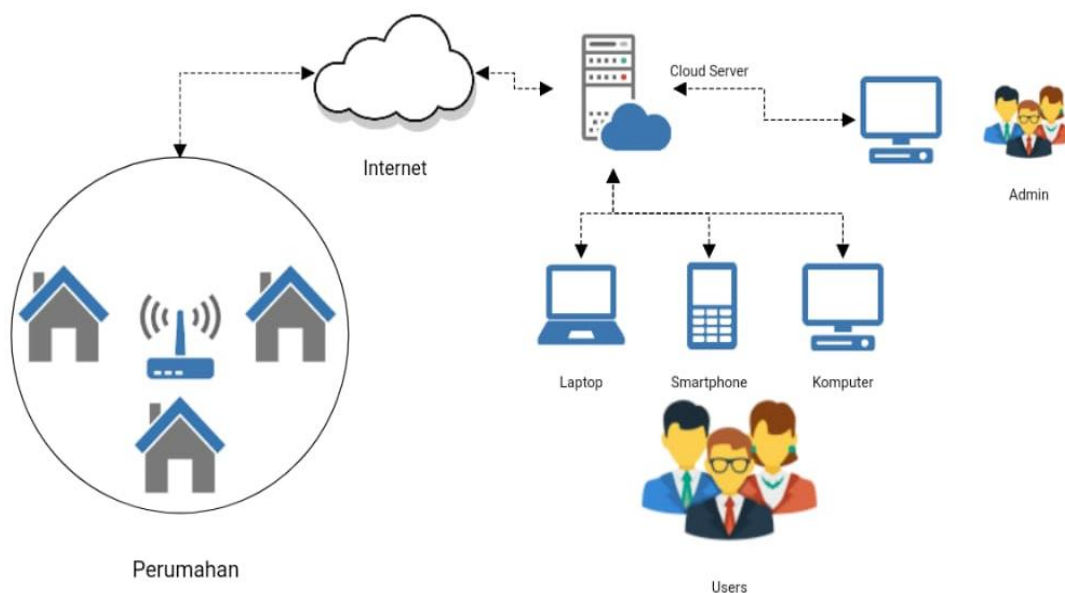 Cloud Server
Internet
Admin
Laptop
Smartphone
Komputer
Perumahan
Users